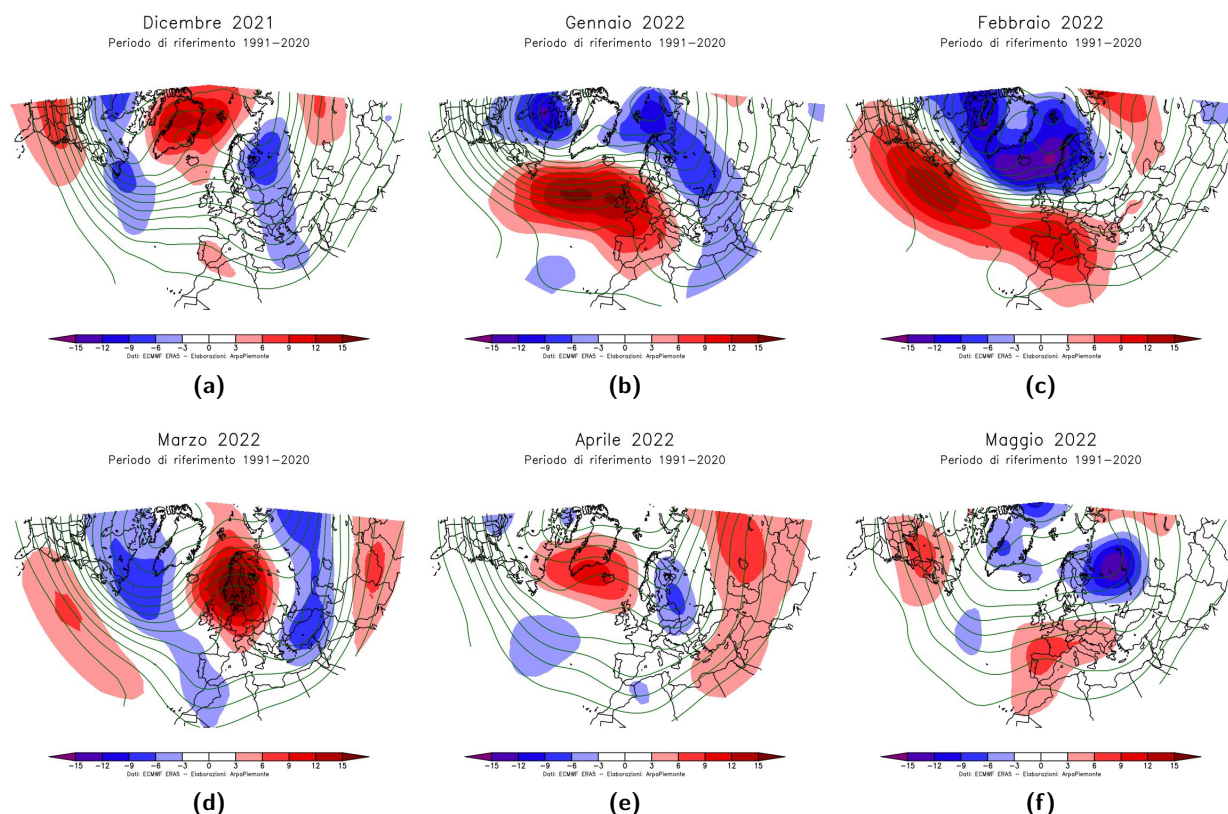 Dicembre 2021
Periodo di riferimento 1991−2020
−15 −12 −9 −6 −3 0 3 6 9 12 15
Dati: ECMWF ERA5 − Elaborazioni: ArpaPiemonte
(a)
Gennaio 2022
Periodo di riferimento 1991−2020
−15 −12 −9 −6 −3 0 3 6 9 12 15
Dati: ECMWF ERA5 − Elaborazioni: ArpaPiemonte
(b)
Febbraio 2022
Periodo di riferimento 1991−2020
−15 −12 −9 −6 −3 0 3 6 9 12 15
Dati: ECMWF ERA5 − Elaborazioni: ArpaPiemonte
(c)
Marzo 2022
Periodo di riferimento 1991−2020
−15 −12 −9 −6 −3 0 3 6 9 12 15
Dati: ECMWF ERA5 − Elaborazioni: ArpaPiemonte
(d)
Aprile 2022
Periodo di riferimento 1991−2020
−15 −12 −9 −6 −3 0 3 6 9 12 15
Dati: ECMWF ERA5 − Elaborazioni: ArpaPiemonte
(e)
Maggio 2022
Periodo di riferimento 1991−2020
−15 −12 −9 −6 −3 0 3 6 9 12 15
Dati: ECMWF ERA5 − Elaborazioni: ArpaPiemonte
(f)